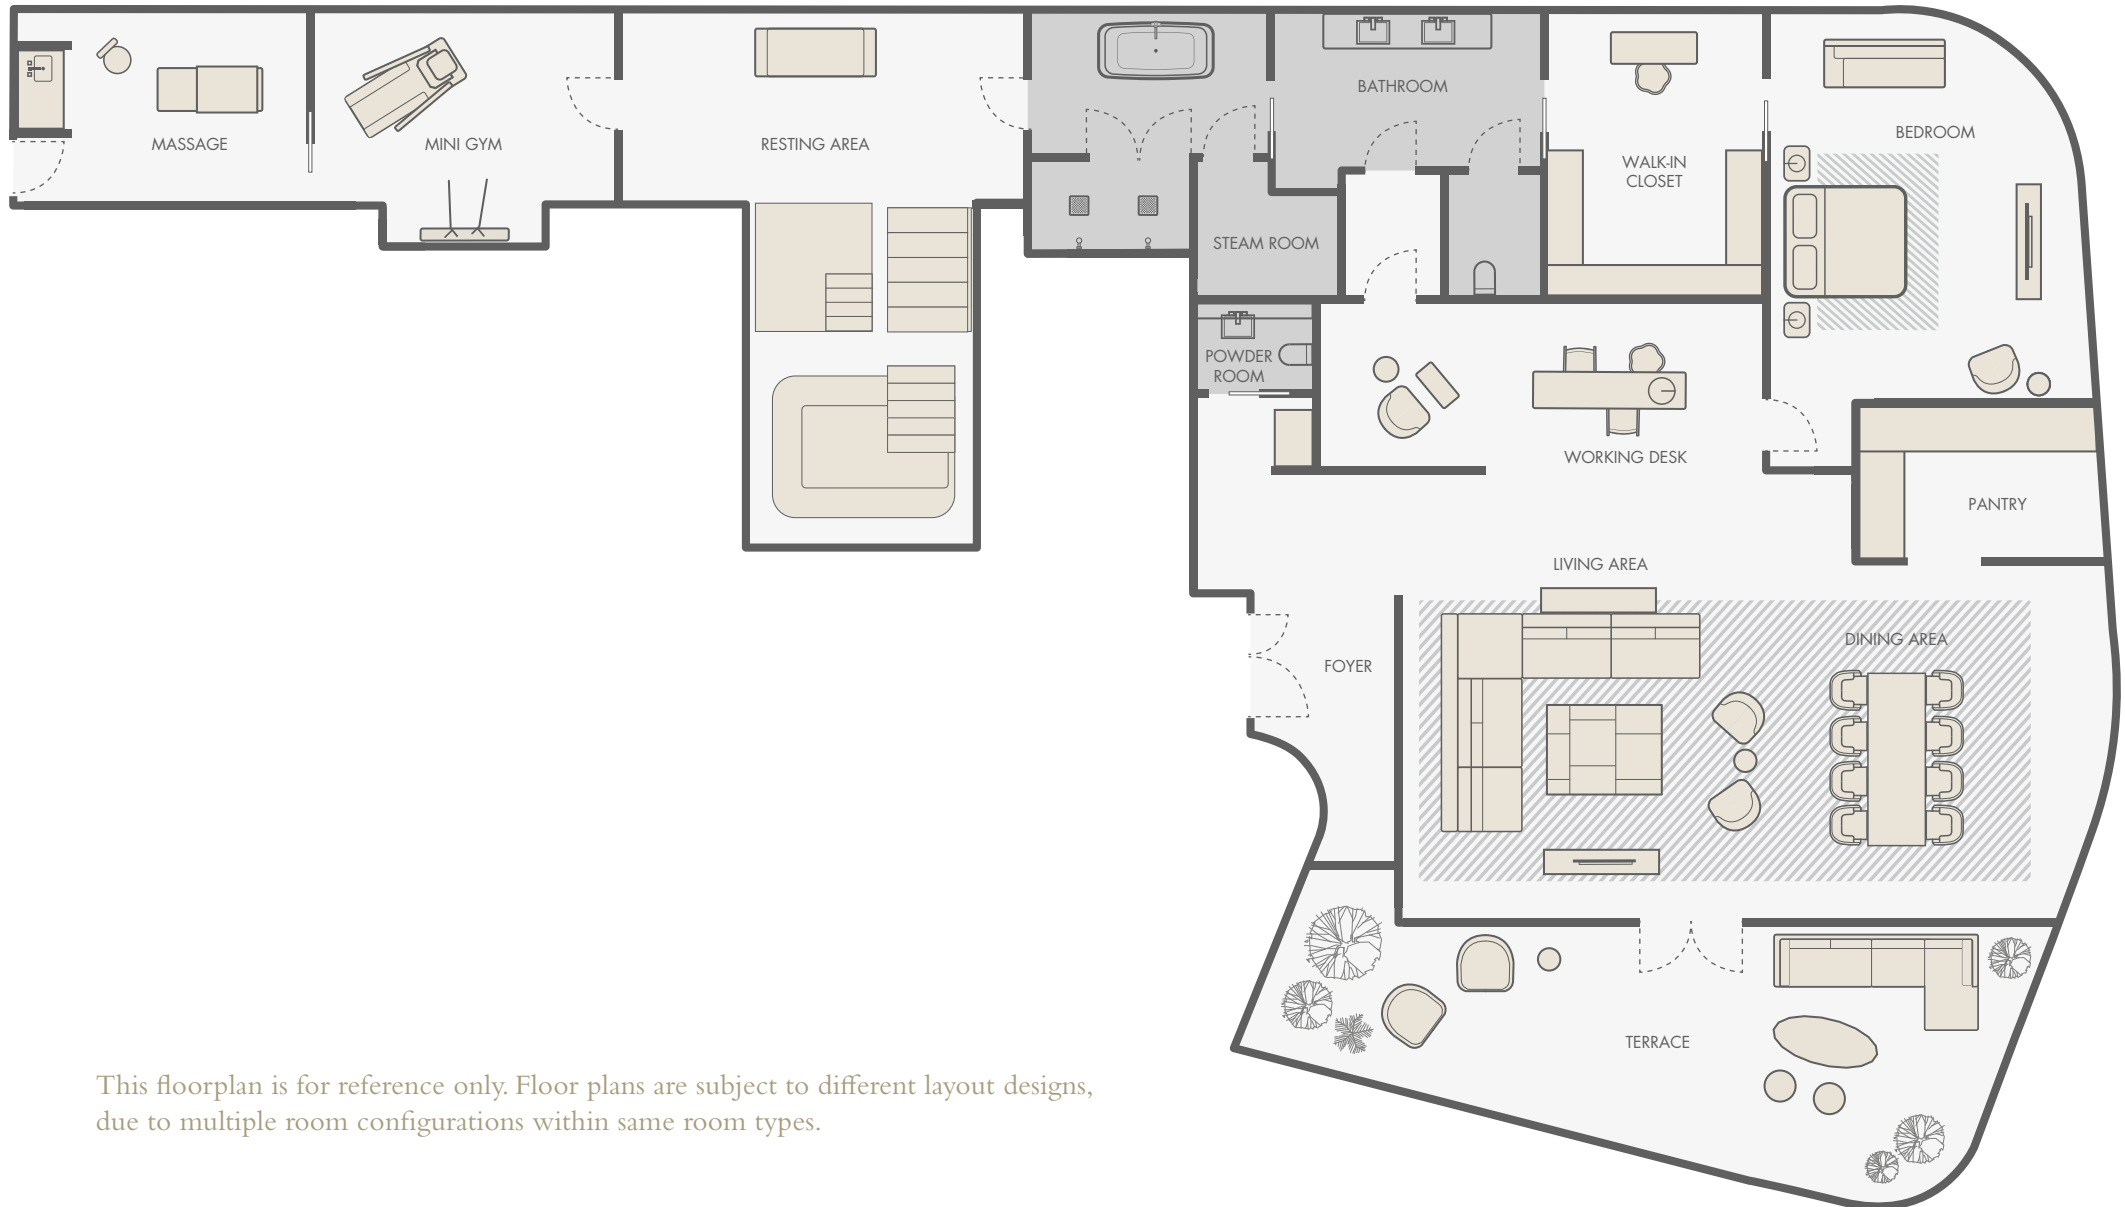 BATHROOM
BEDROOM
MASSAGE
MINI GYM
RESTING AREA
WALK-IN
CLOSET
STEAM ROOM
POWDER
ROOM
WORKING DESK
PANTRY
LIVING AREA
DINING AREA
FOYER
TERRACE
This floorplan is for reference only. Floor plans are subject to different layout designs,
due to multiple room configurations within same room types.